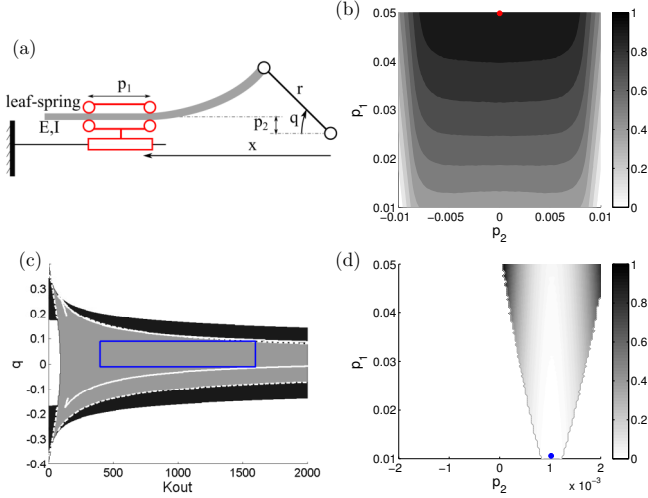 (a)
p1
leaf-spring
E,I
r
p2
q
x
(b)
0.05
0.04
0.03
0.02
0.01
p1
-0.010
-0.005
0
0.005
0.01
p2
1
0.8
0.6
0.4
0.2
0
(c)
0.3
0.2
0.1
0
-0.1
-0.2
-0.3
-0.4
q
0
500
1000
1500
2000
Kout
(d)
0.05
0.04
0.03
0.02
0.01
p1
-2
-1
0
1
2
p2
x 10^-3
1
0.8
0.6
0.4
0.2
0